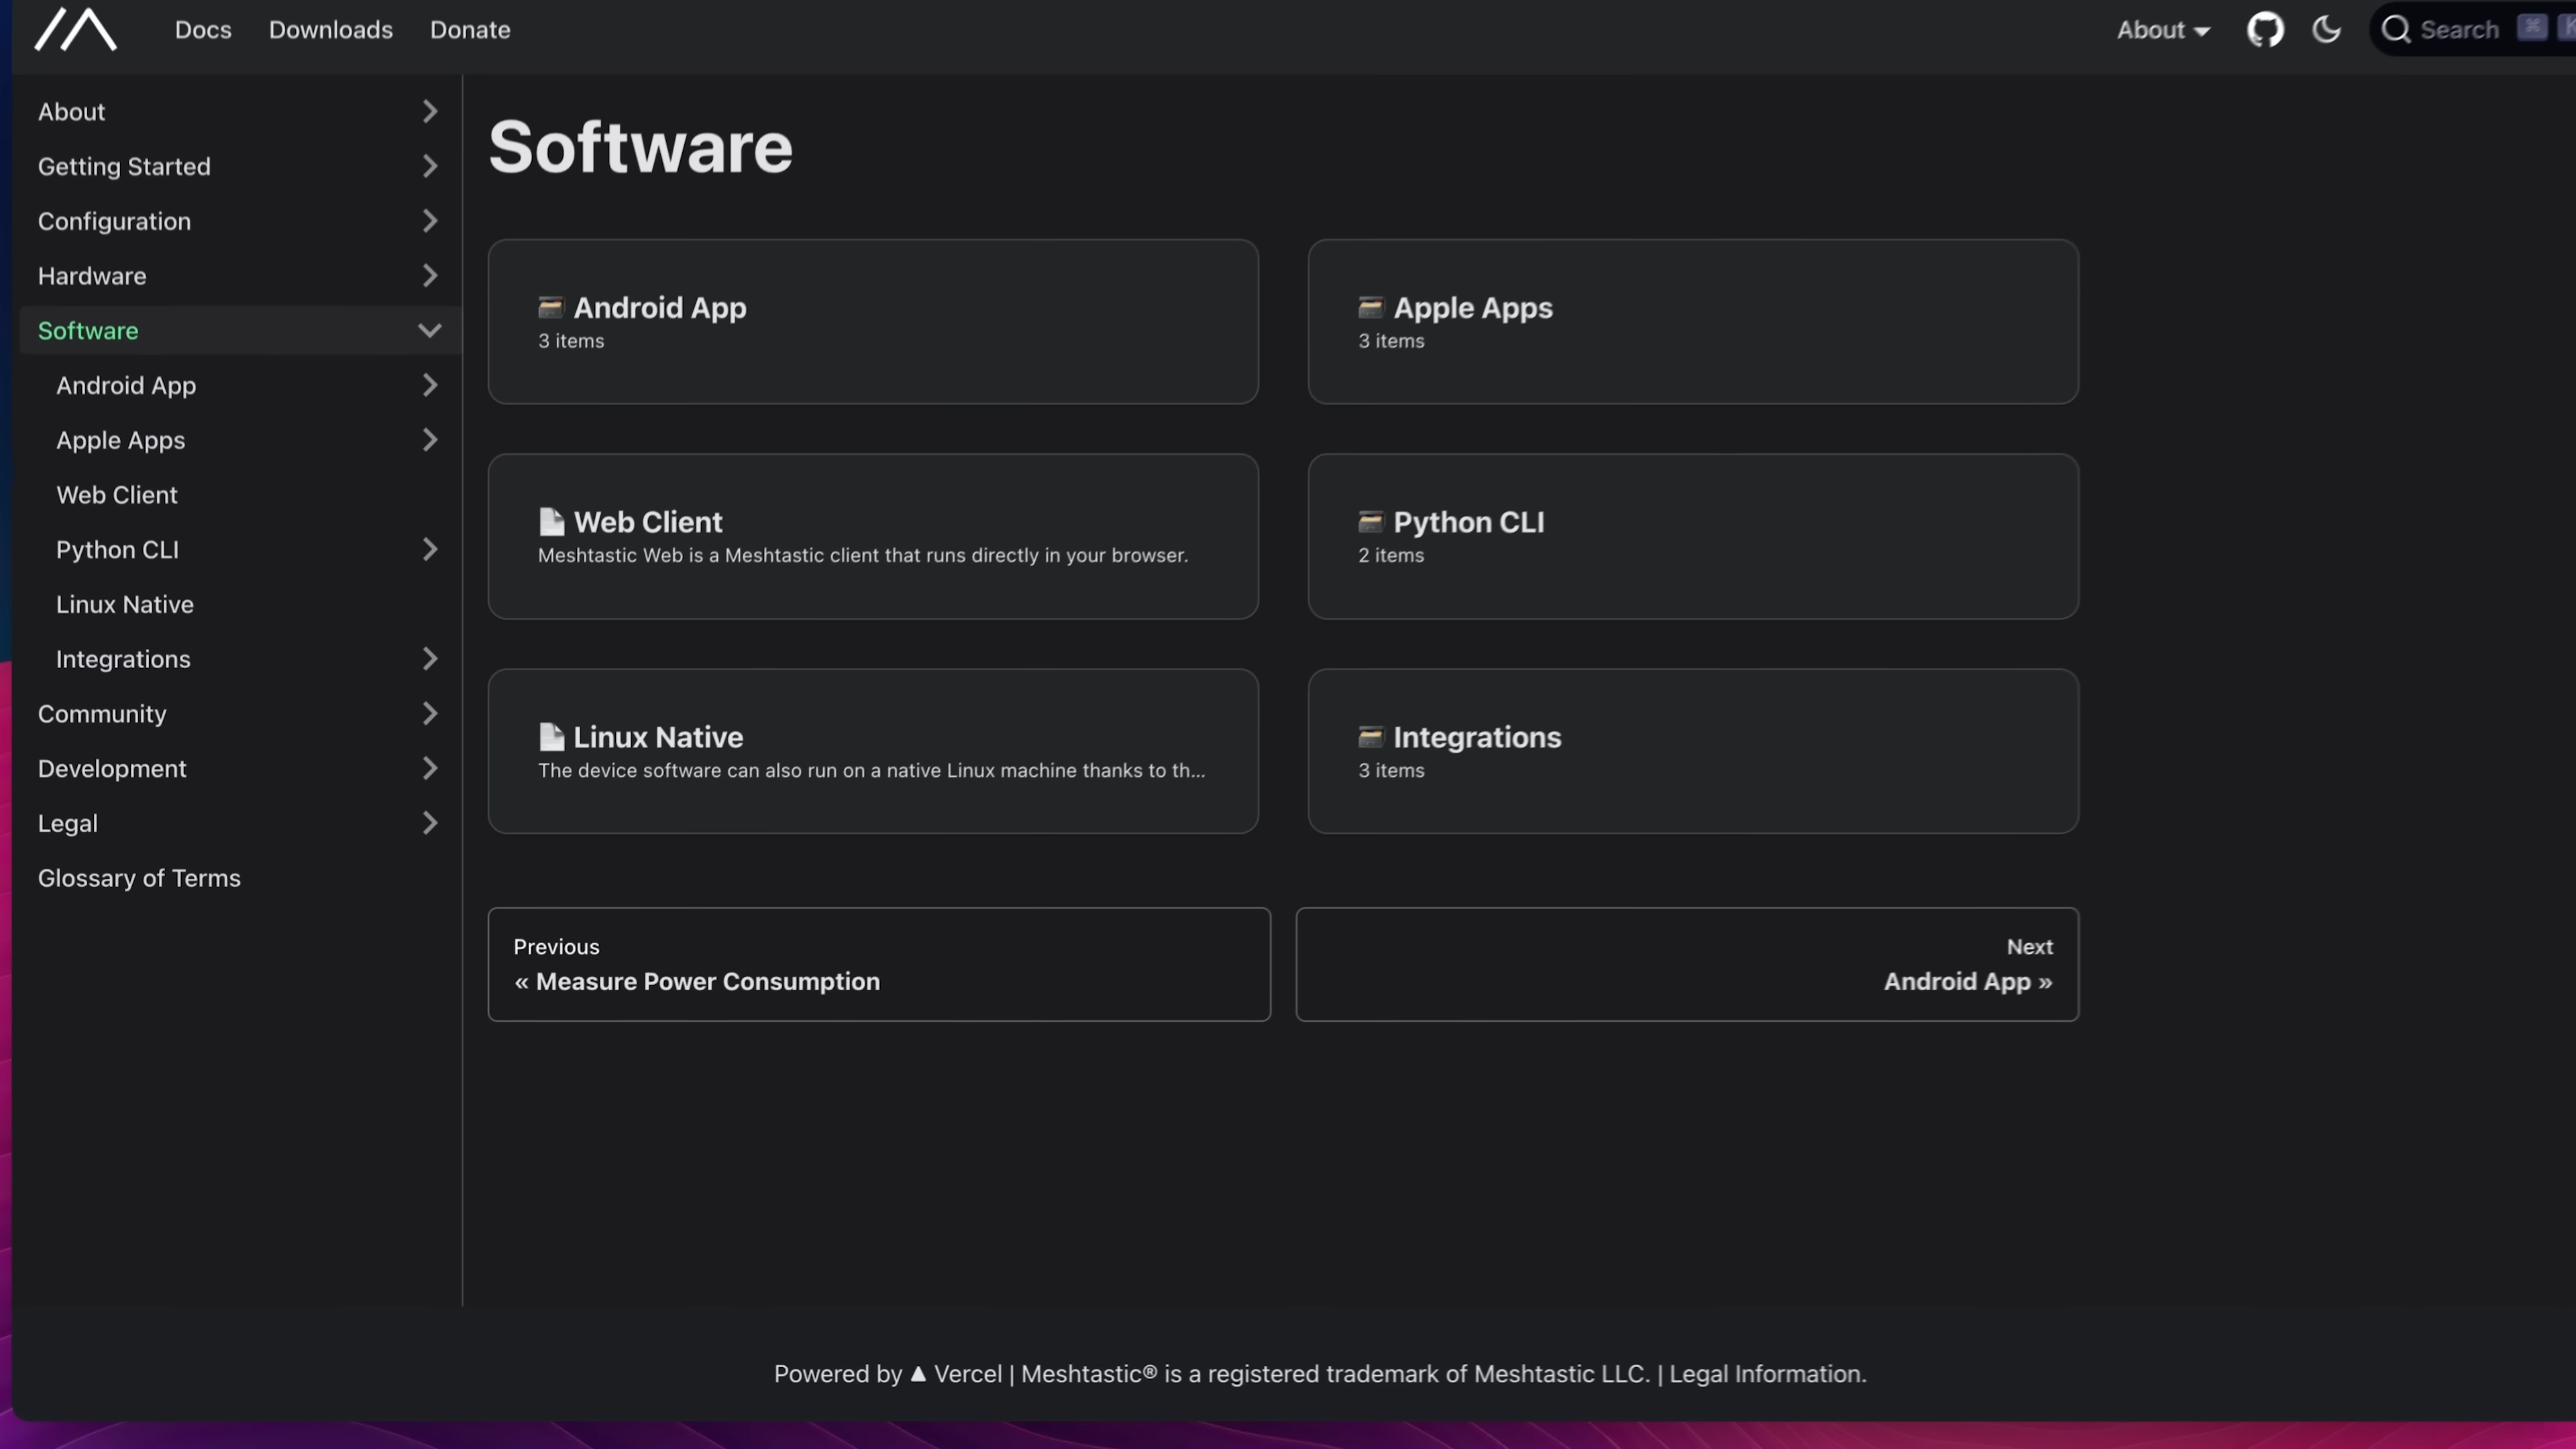 Docs
Downloads
Donate
About
Search
About
Getting Started
Configuration
Hardware
Software
Android App
Apple Apps
Web Client
Python CLI
Linux Native
Integrations
Community
Development
Legal
Glossary of Terms
Software
Android App
3 items
Apple Apps
3 items
Web Client
Meshtastic Web is a Meshtastic client that runs directly in your browser.
Python CLI
2 items
Linux Native
The device software can also run on a native Linux machine thanks to th...
Integrations
3 items
Previous
« Measure Power Consumption
Next
Android App »
Powered by ▲ Vercel | Meshtastic® is a registered trademark of Meshtastic LLC. | Legal Information.